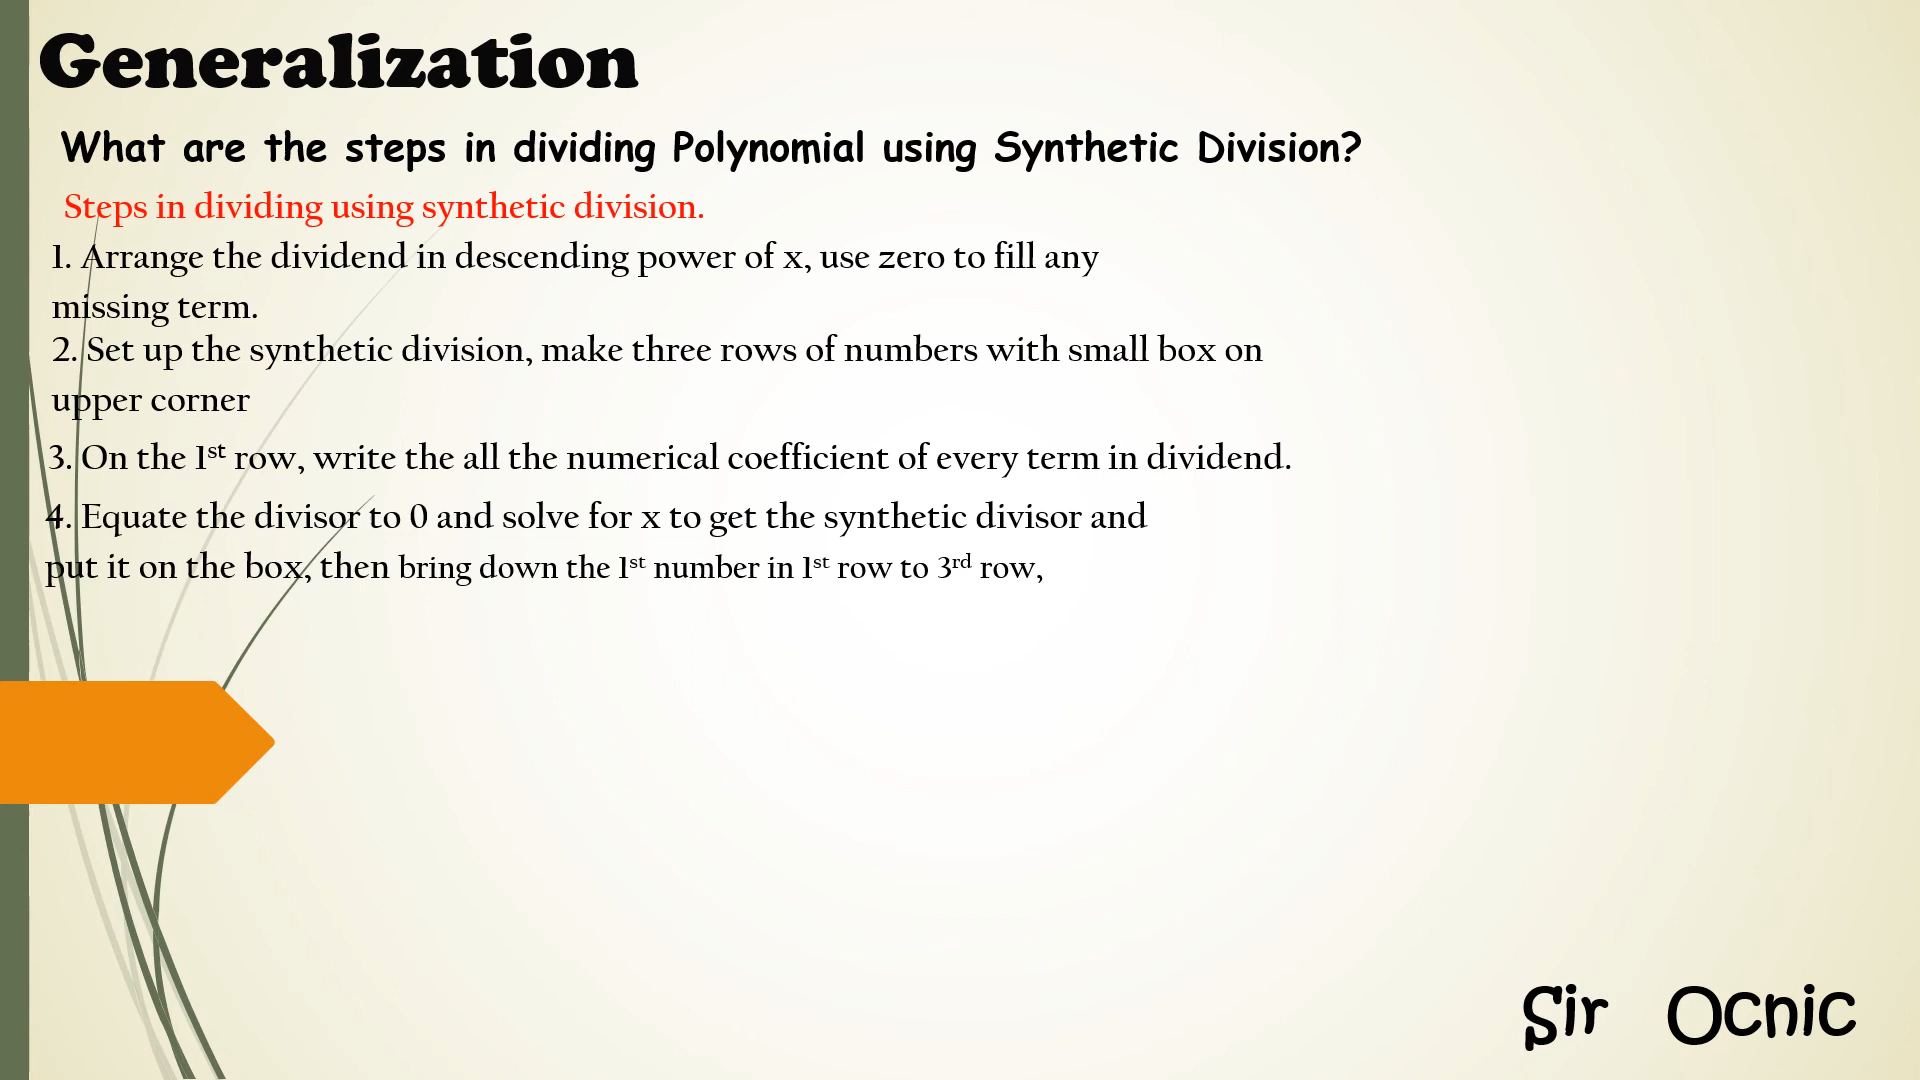 Generalization
What are the steps in dividing Polynomial using Synthetic Division?
Steps in dividing using synthetic division.
1. Arrange the dividend in descending power of x, use zero to fill any
missing term.
2. Set up the synthetic division, make three rows of numbers with small box on
upper corner
3. On the 1st row, write the all the numerical coefficient of every term in dividend.
4. Equate the divisor to 0 and solve for x to get the synthetic divisor and
put it on the box, then bring down the 1st number in 1st row to 3rd row,
Sir Ocnic